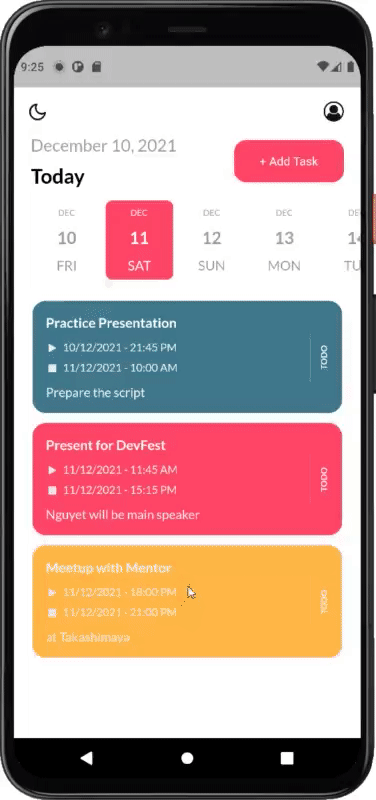 9:25
December 10, 2021
Today
+ Add Task
DEC DEC DEC DEC DEC
10 11 12 13 14
FRI SAT SUN MON TU
Practice Presentation
10/12/2021 - 21:45 PM
11/12/2021 - 10:00 AM
TODO
Prepare the script
Present for DevFest
11/12/2021 - 11:45 AM
11/12/2021 - 15:15 PM
TODO
Nguyet will be main speaker
Meetup with Mentor
11/12/2021 - 18:00 PM
11/12/2021 - 21:00 PM
TODO
at Takashimaya